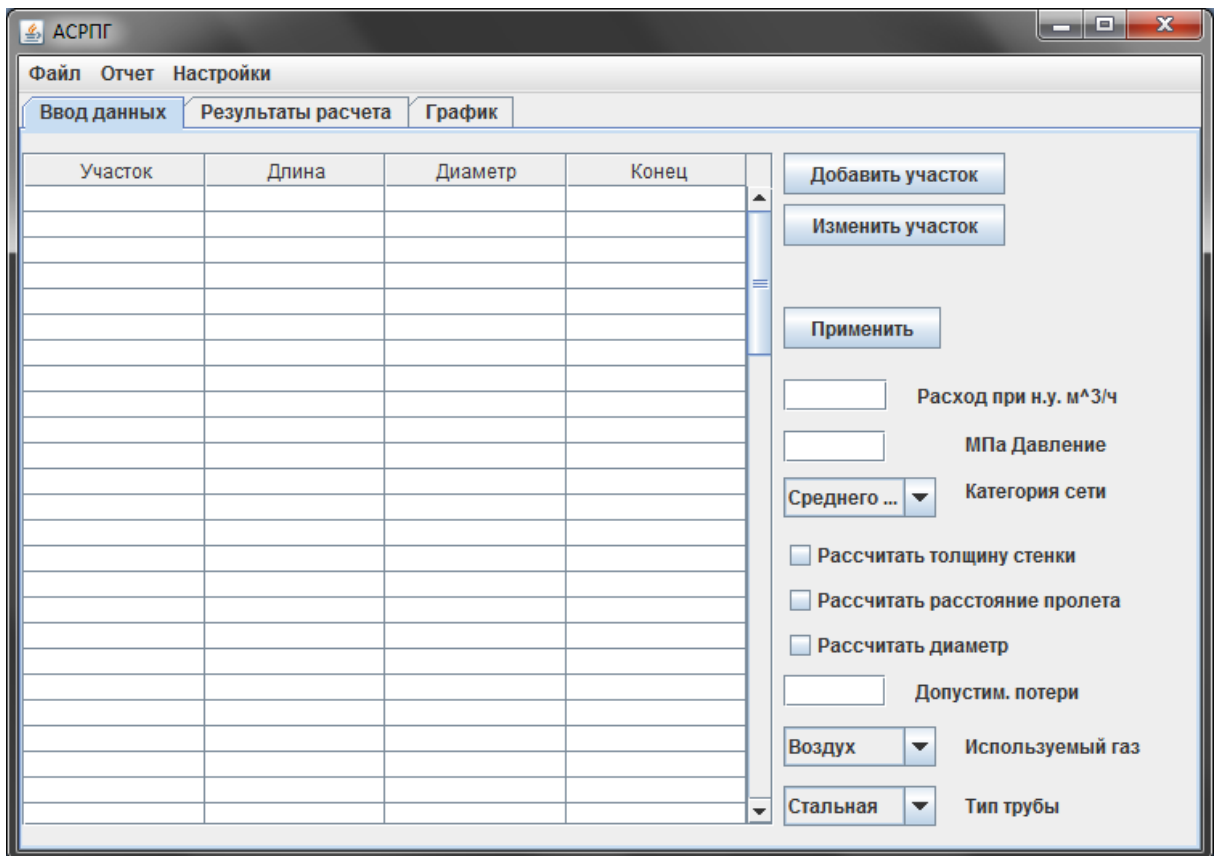 АСРПГ
Файл Отчет Настройки
Ввод данных Результаты расчета График
Участок Длина Диаметр Конец
Добавить участок
Изменить участок
Применить
Расход при н.у. м^3/ч
МПа Давление
Среднего ... Категория сети
Рассчитать толщину стенки
Рассчитать расстояние пролета
Рассчитать диаметр
Допустим. потери
Воздух Используемый газ
Стальная Тип трубы